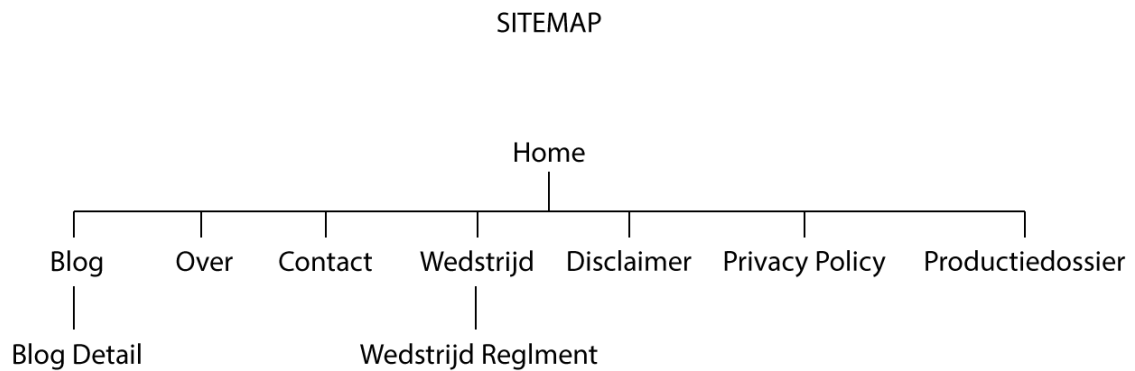 SITEMAP
Home
Blog Over Contact Wedstrijd Disclaimer Privacy Policy Productiedossier
Blog Detail Wedstrijd Reglment